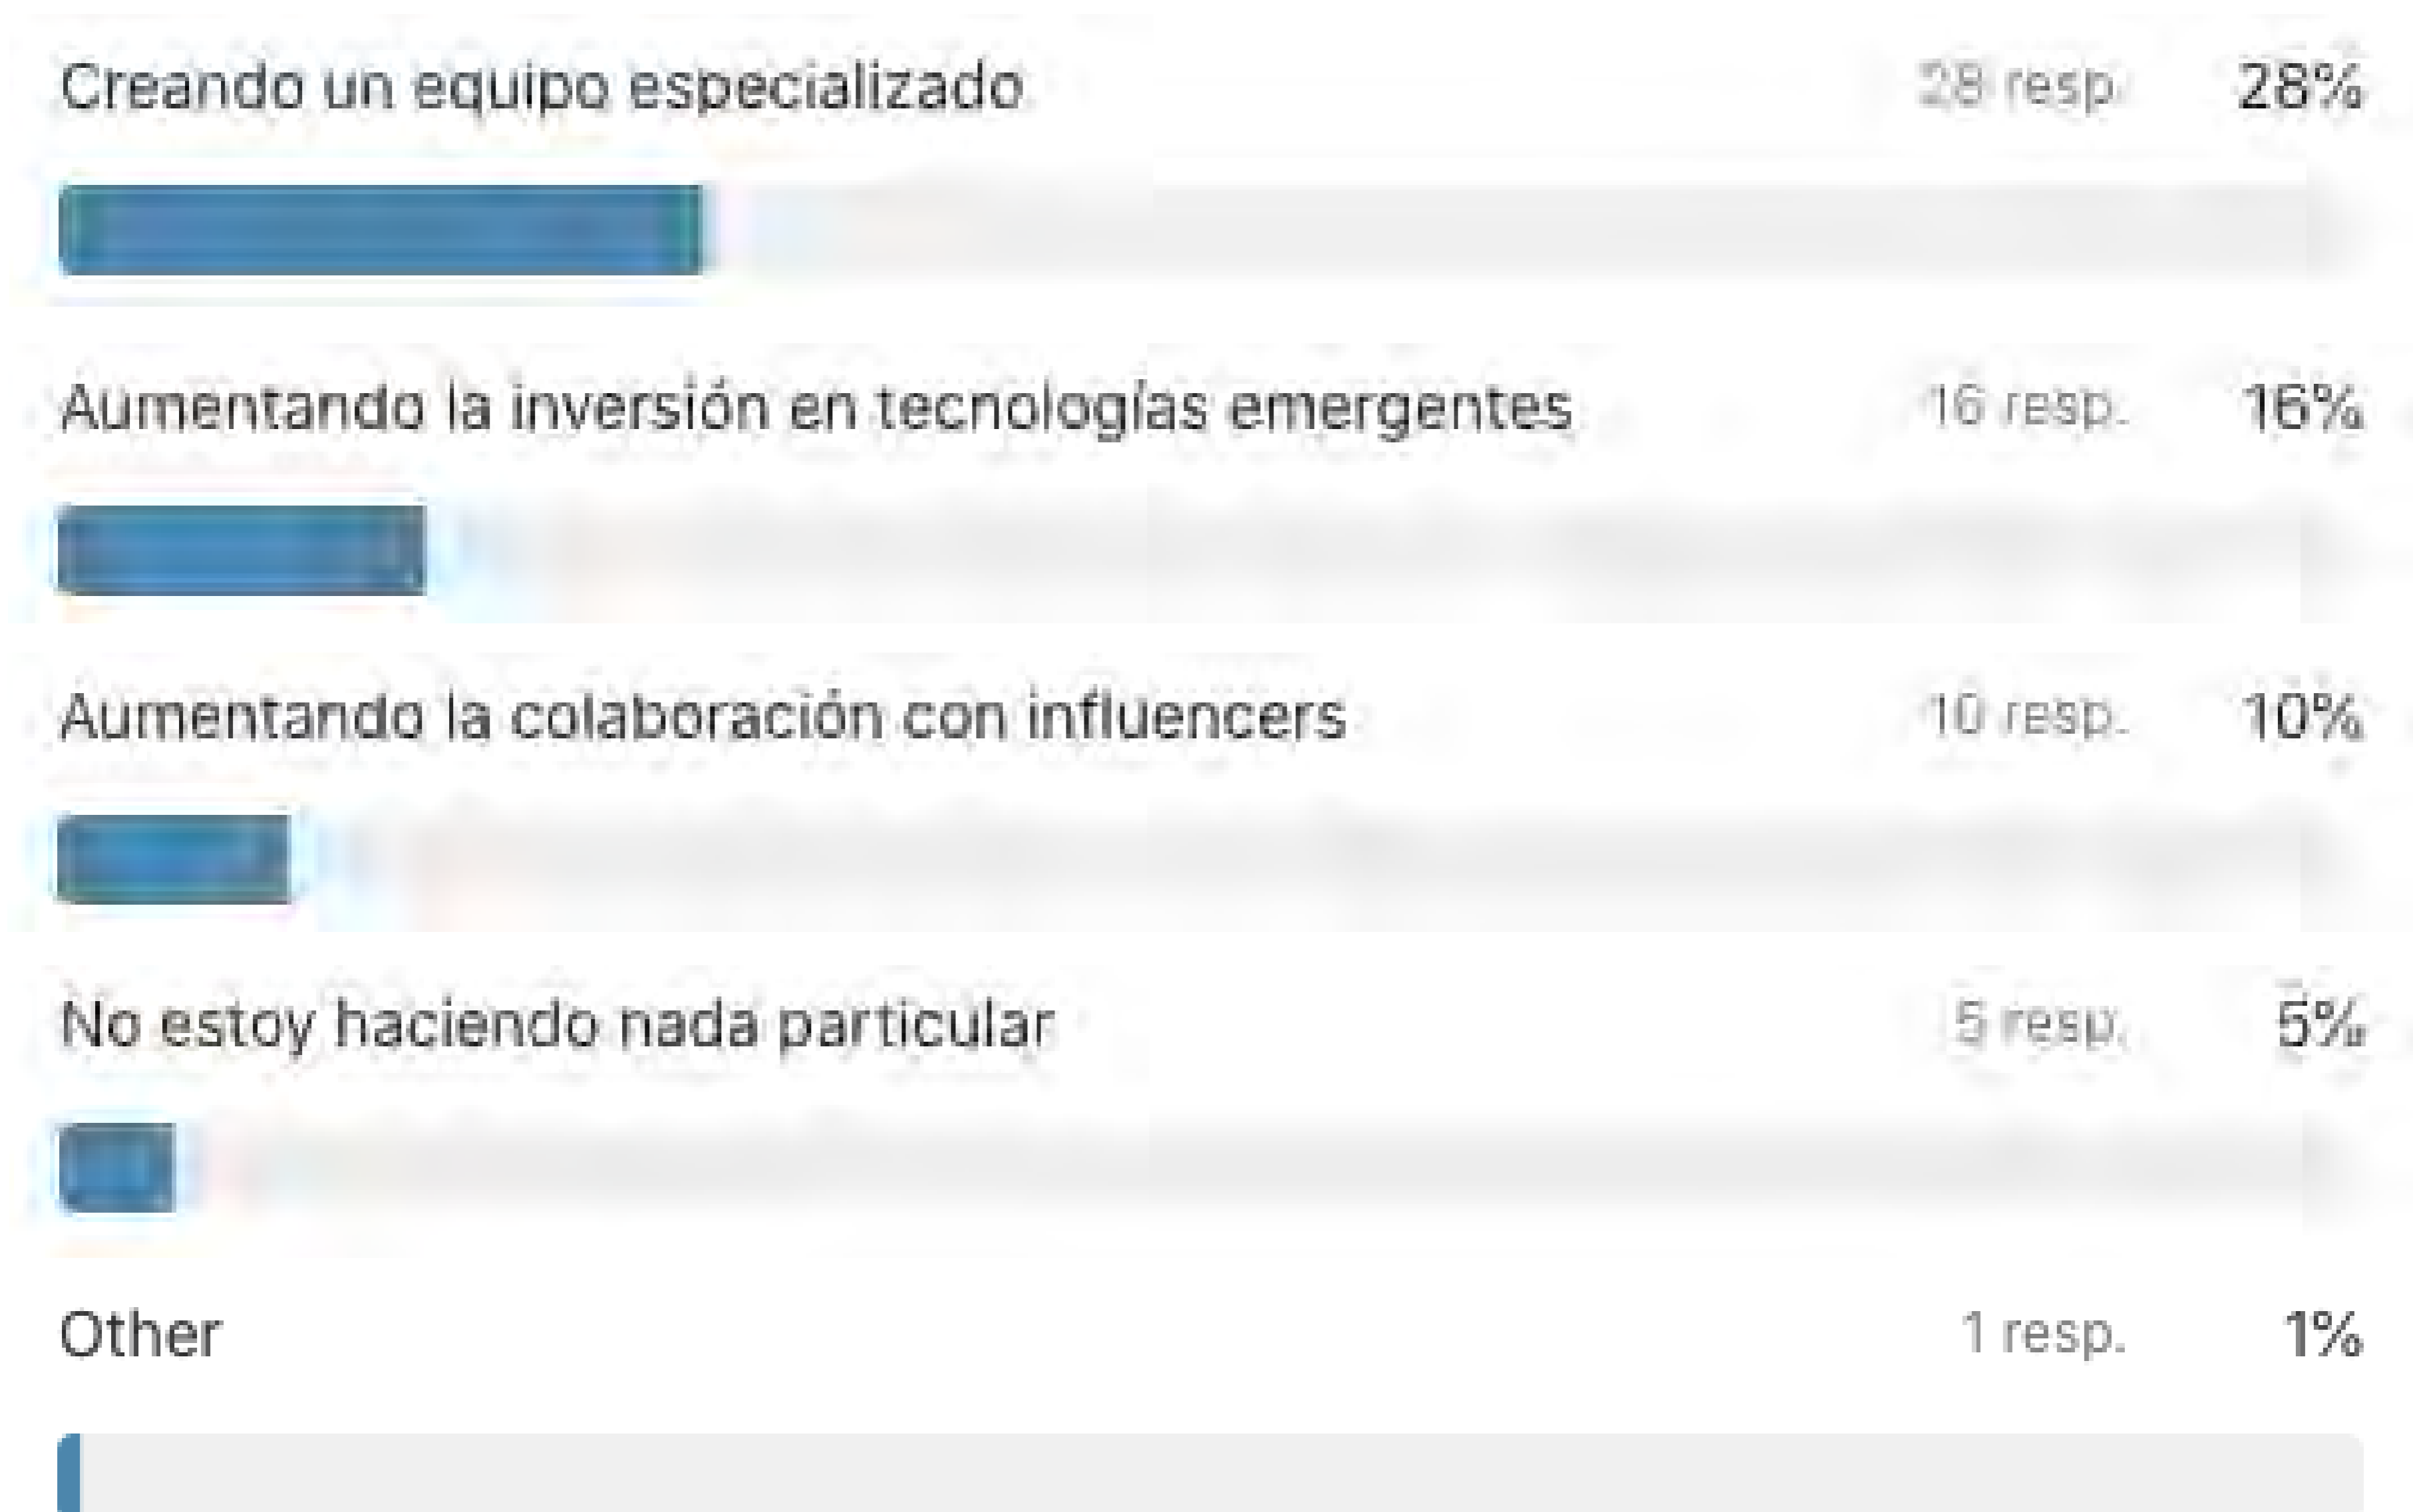 Creando un equipo especializado 28 resp. 28%
Aumentando la inversión en tecnologías emergentes 16 resp. 16%
Aumentando la colaboración con influencers 10 resp. 10%
No estoy haciendo nada particular 5 resp. 5%
Other 1 resp. 1%